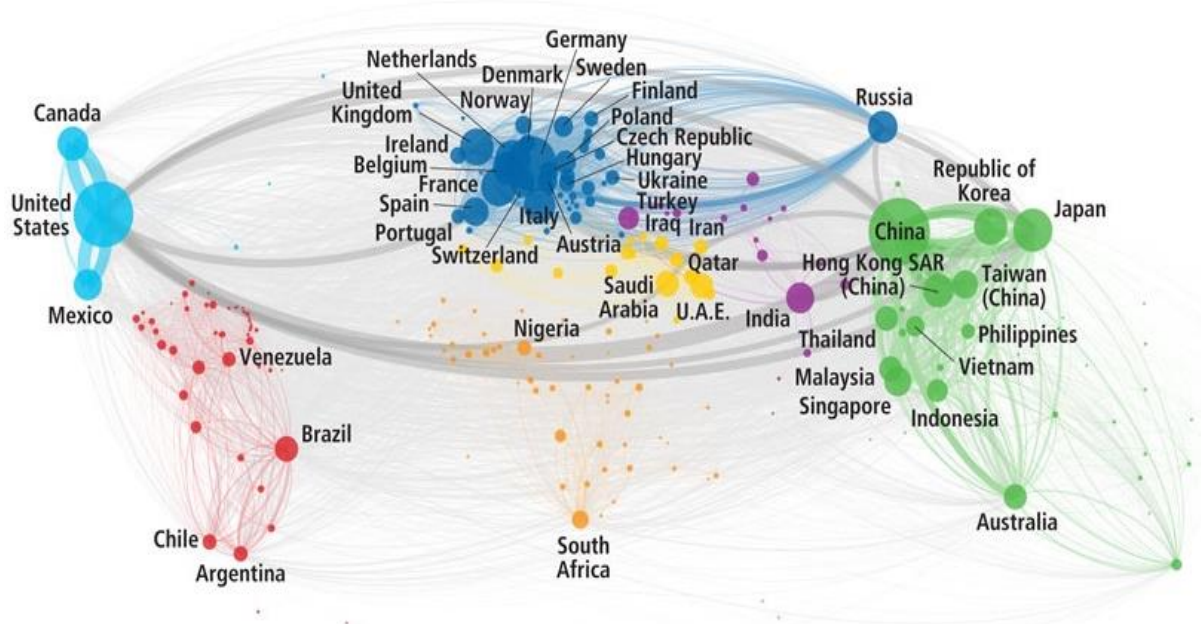 Canada
United
States
Mexico
Venezuela
Brazil
Chile
Argentina
Germany
Netherlands
Denmark
Sweden
United
Kingdom
Norway
Finland
Ireland
Poland
Belgium
Czech Republic
France
Hungary
Spain
Ukraine
Portugal
Italy
Turkey
Switzerland
Austria
Iraq
Iran
Qatar
Saudi
Arabia
U.A.E.
Nigeria
South
Africa
Russia
Republic of
Korea
Japan
China
Hong Kong SAR
(China)
Taiwan
(China)
India
Thailand
Philippines
Vietnam
Malaysia
Singapore
Indonesia
Australia